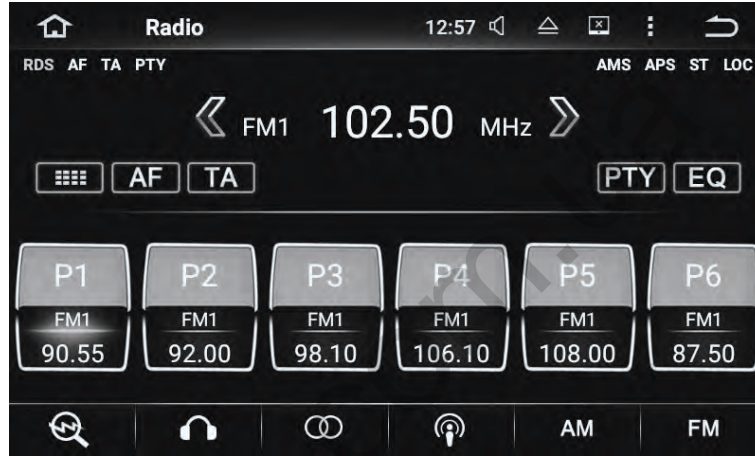 Radio 12:57
RDS AF TA PTY AMS APS ST LOC
FM1 102.50 MHz
AF TA PTY EQ
P1 P2 P3 P4 P5 P6
FM1 FM1 FM1 FM1 FM1 FM1
90.55 92.00 98.10 106.10 108.00 87.50
AM FM